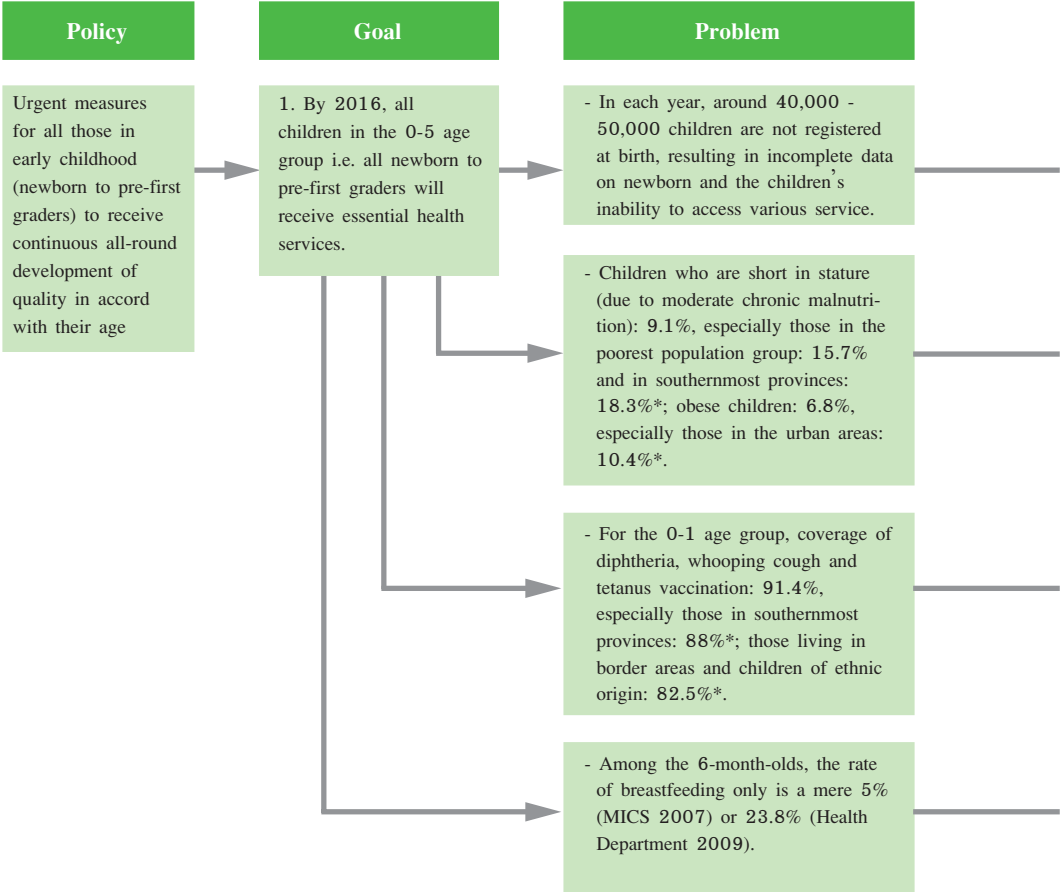 Policy
Goal
Problem
Urgent measures
for all those in
early childhood
(newborn to pre-first
graders) to receive
continuous all-round
development of
quality in accord
with their age
1. By 2016, all
children in the 0-5 age
group i.e. all newborn to
pre-first graders will
receive essential health
services.
- In each year, around 40,000 -
50,000 children are not registered
at birth, resulting in incomplete data
on newborn and the children's
inability to access various service.
- Children who are short in stature
(due to moderate chronic malnutri-
tion): 9.1%, especially those in the
poorest population group: 15.7%
and in southernmost provinces:
18.3%*; obese children: 6.8%,
especially those in the urban areas:
10.4%*.
- For the 0-1 age group, coverage of
diphtheria, whooping cough and
tetanus vaccination: 91.4%,
especially those in southernmost
provinces: 88%*; those living in
border areas and children of ethnic
origin: 82.5%*.
- Among the 6-month-olds, the rate
of breastfeeding only is a mere 5%
(MICS 2007) or 23.8% (Health
Department 2009).